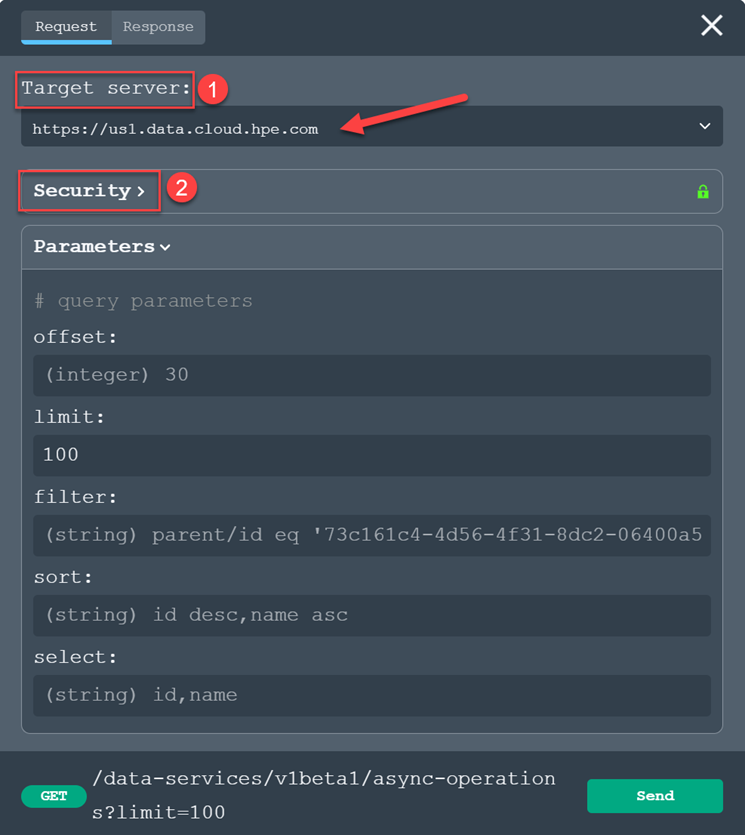 Request Response
Target server: 1
https://us1.data.cloud.hpe.com
Security 2
Parameters
# query parameters
offset:
(integer) 30
limit:
100
filter:
(string) parent/id eq '73c161c4-4d56-4f31-8dc2-06400a5
sort:
(string) id desc,name asc
select:
(string) id,name
/data-services/v1beta1/async-operation
GET Send
s?limit=100